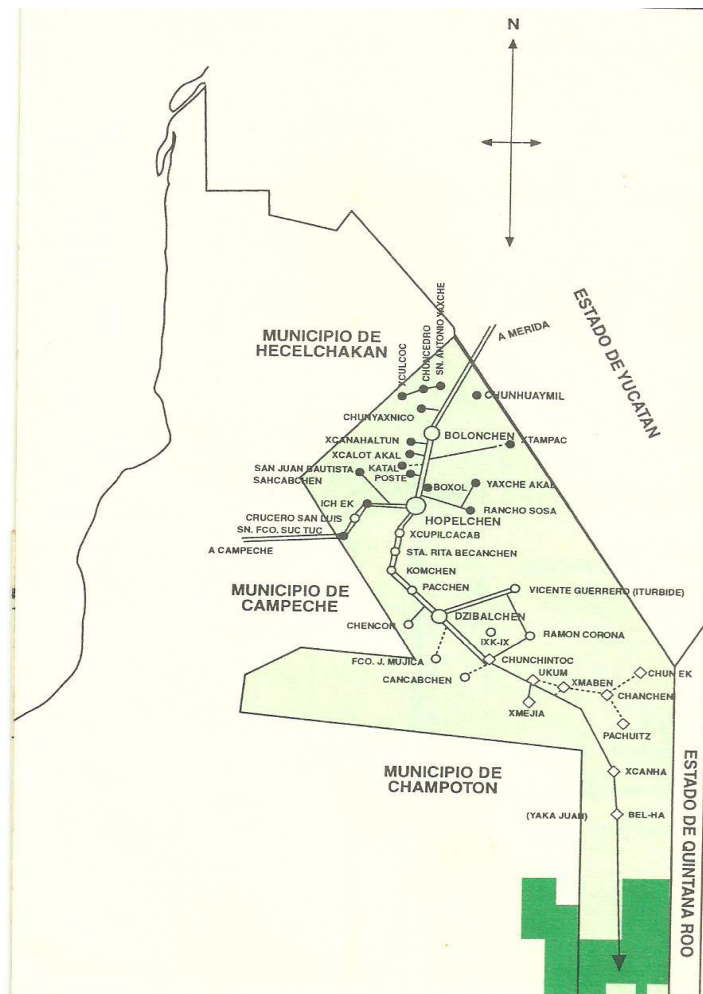 N
A MERIDA
ESTADO DE YUCATAN
MUNICIPIO DE
HECELCHAKAN
XCULCOC
CHUNCEDRO
SN. ANTONIO YAXCHE
CHUNHUAYMIL
CHUNYAXNICO
BOLONCHEN
XCANAHALTUN
XTAMPAC
XCALOT AKAL
SAN JUAN BAUTISTA
SAHCABCHEN
KATAL
POSTE
BOXOL
YAXCHE AKAL
ICH EK
RANCHO SOSA
CRUCERO SAN LUIS
HOPELCHEN
SN. FCO. SUC TUC
XCUPILCACAB
A CAMPECHE
STA. RITA BECANCHEN
KOMCHEN
MUNICIPIO DE
CAMPECHE
PACCHEN
VICENTE GUERRERO (ITURBIDE)
DZIBALCHEN
CHENCOH
IXK-IX
RAMON CORONA
FCO. J. MUJICA
CHUNCHINTOC
CANCABCHEN
UKUM
XMABEN
CHUN EK
CHANCHEN
XMEJIA
PACHUITZ
MUNICIPIO DE
CHAMPOTON
XCANHA
(YAKA JUAN)
BEL-HA
ESTADO DE QUINTANA ROO